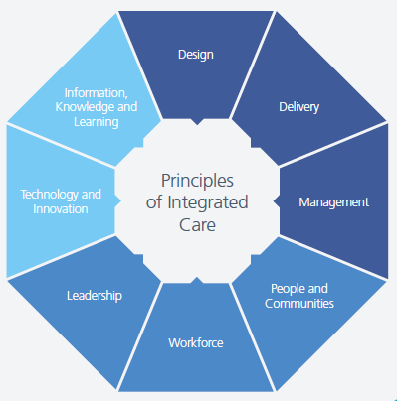 Design
Delivery
Management
People and
Communities
Workforce
Leadership
Technology and
Innovation
Information,
Knowledge and
Learning
Principles
of Integrated
Care